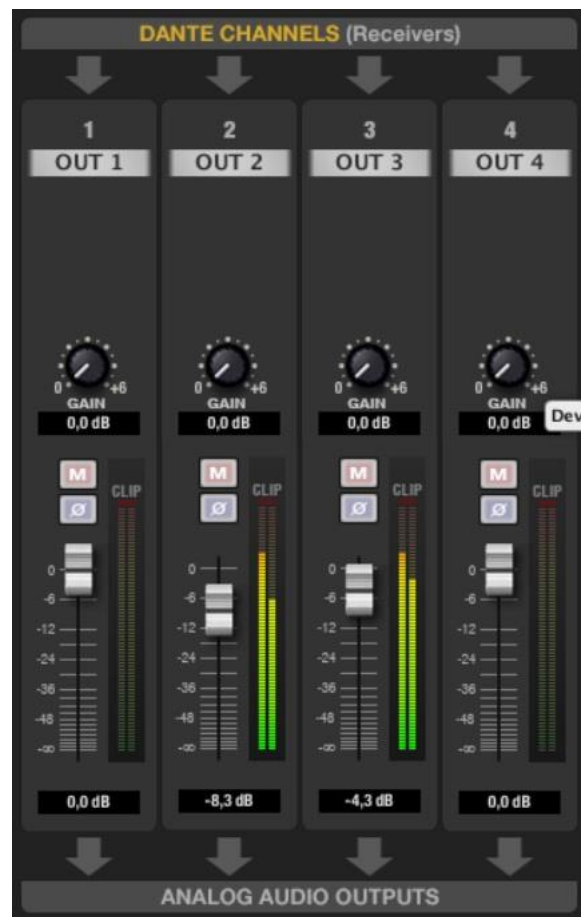 DANTE CHANNELS (Receivers)
1 2 3 4
OUT 1 OUT 2 OUT 3 OUT 4
0 +6 0 +6 0 +6 0 +6
GAIN GAIN GAIN GAIN
0,0 dB 0,0 dB 0,0 dB 0,0 dB Dev
M M M M
CLIP CLIP CLIP CLIP
Ø Ø Ø Ø
0 0 0 0
-6 -6 -6 -6
-12 -12 -12 -12
-24 -24 -24 -24
-36 -36 -36 -36
-48 -48 -48 -48
-∞ -∞ -∞ -∞
0,0 dB -8,3 dB -4,3 dB 0,0 dB
ANALOG AUDIO OUTPUTS